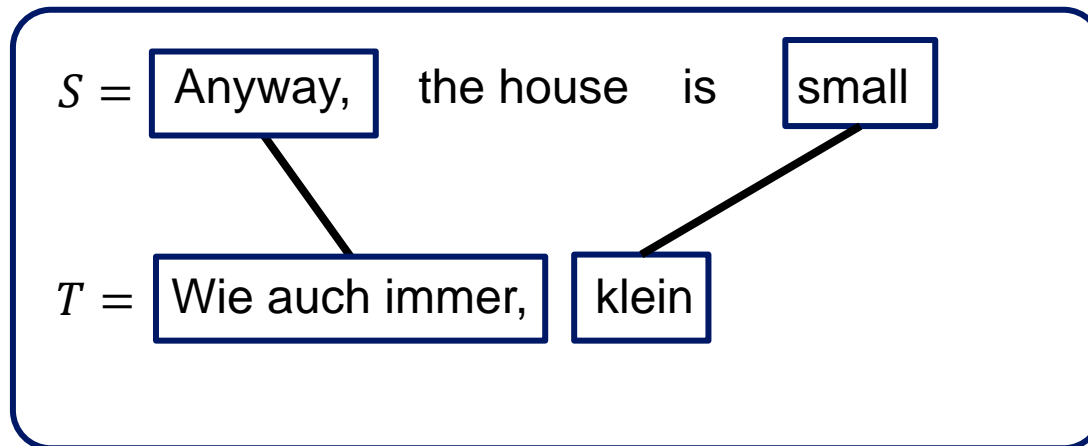 S = Anyway, the house is small
T = Wie auch immer, klein